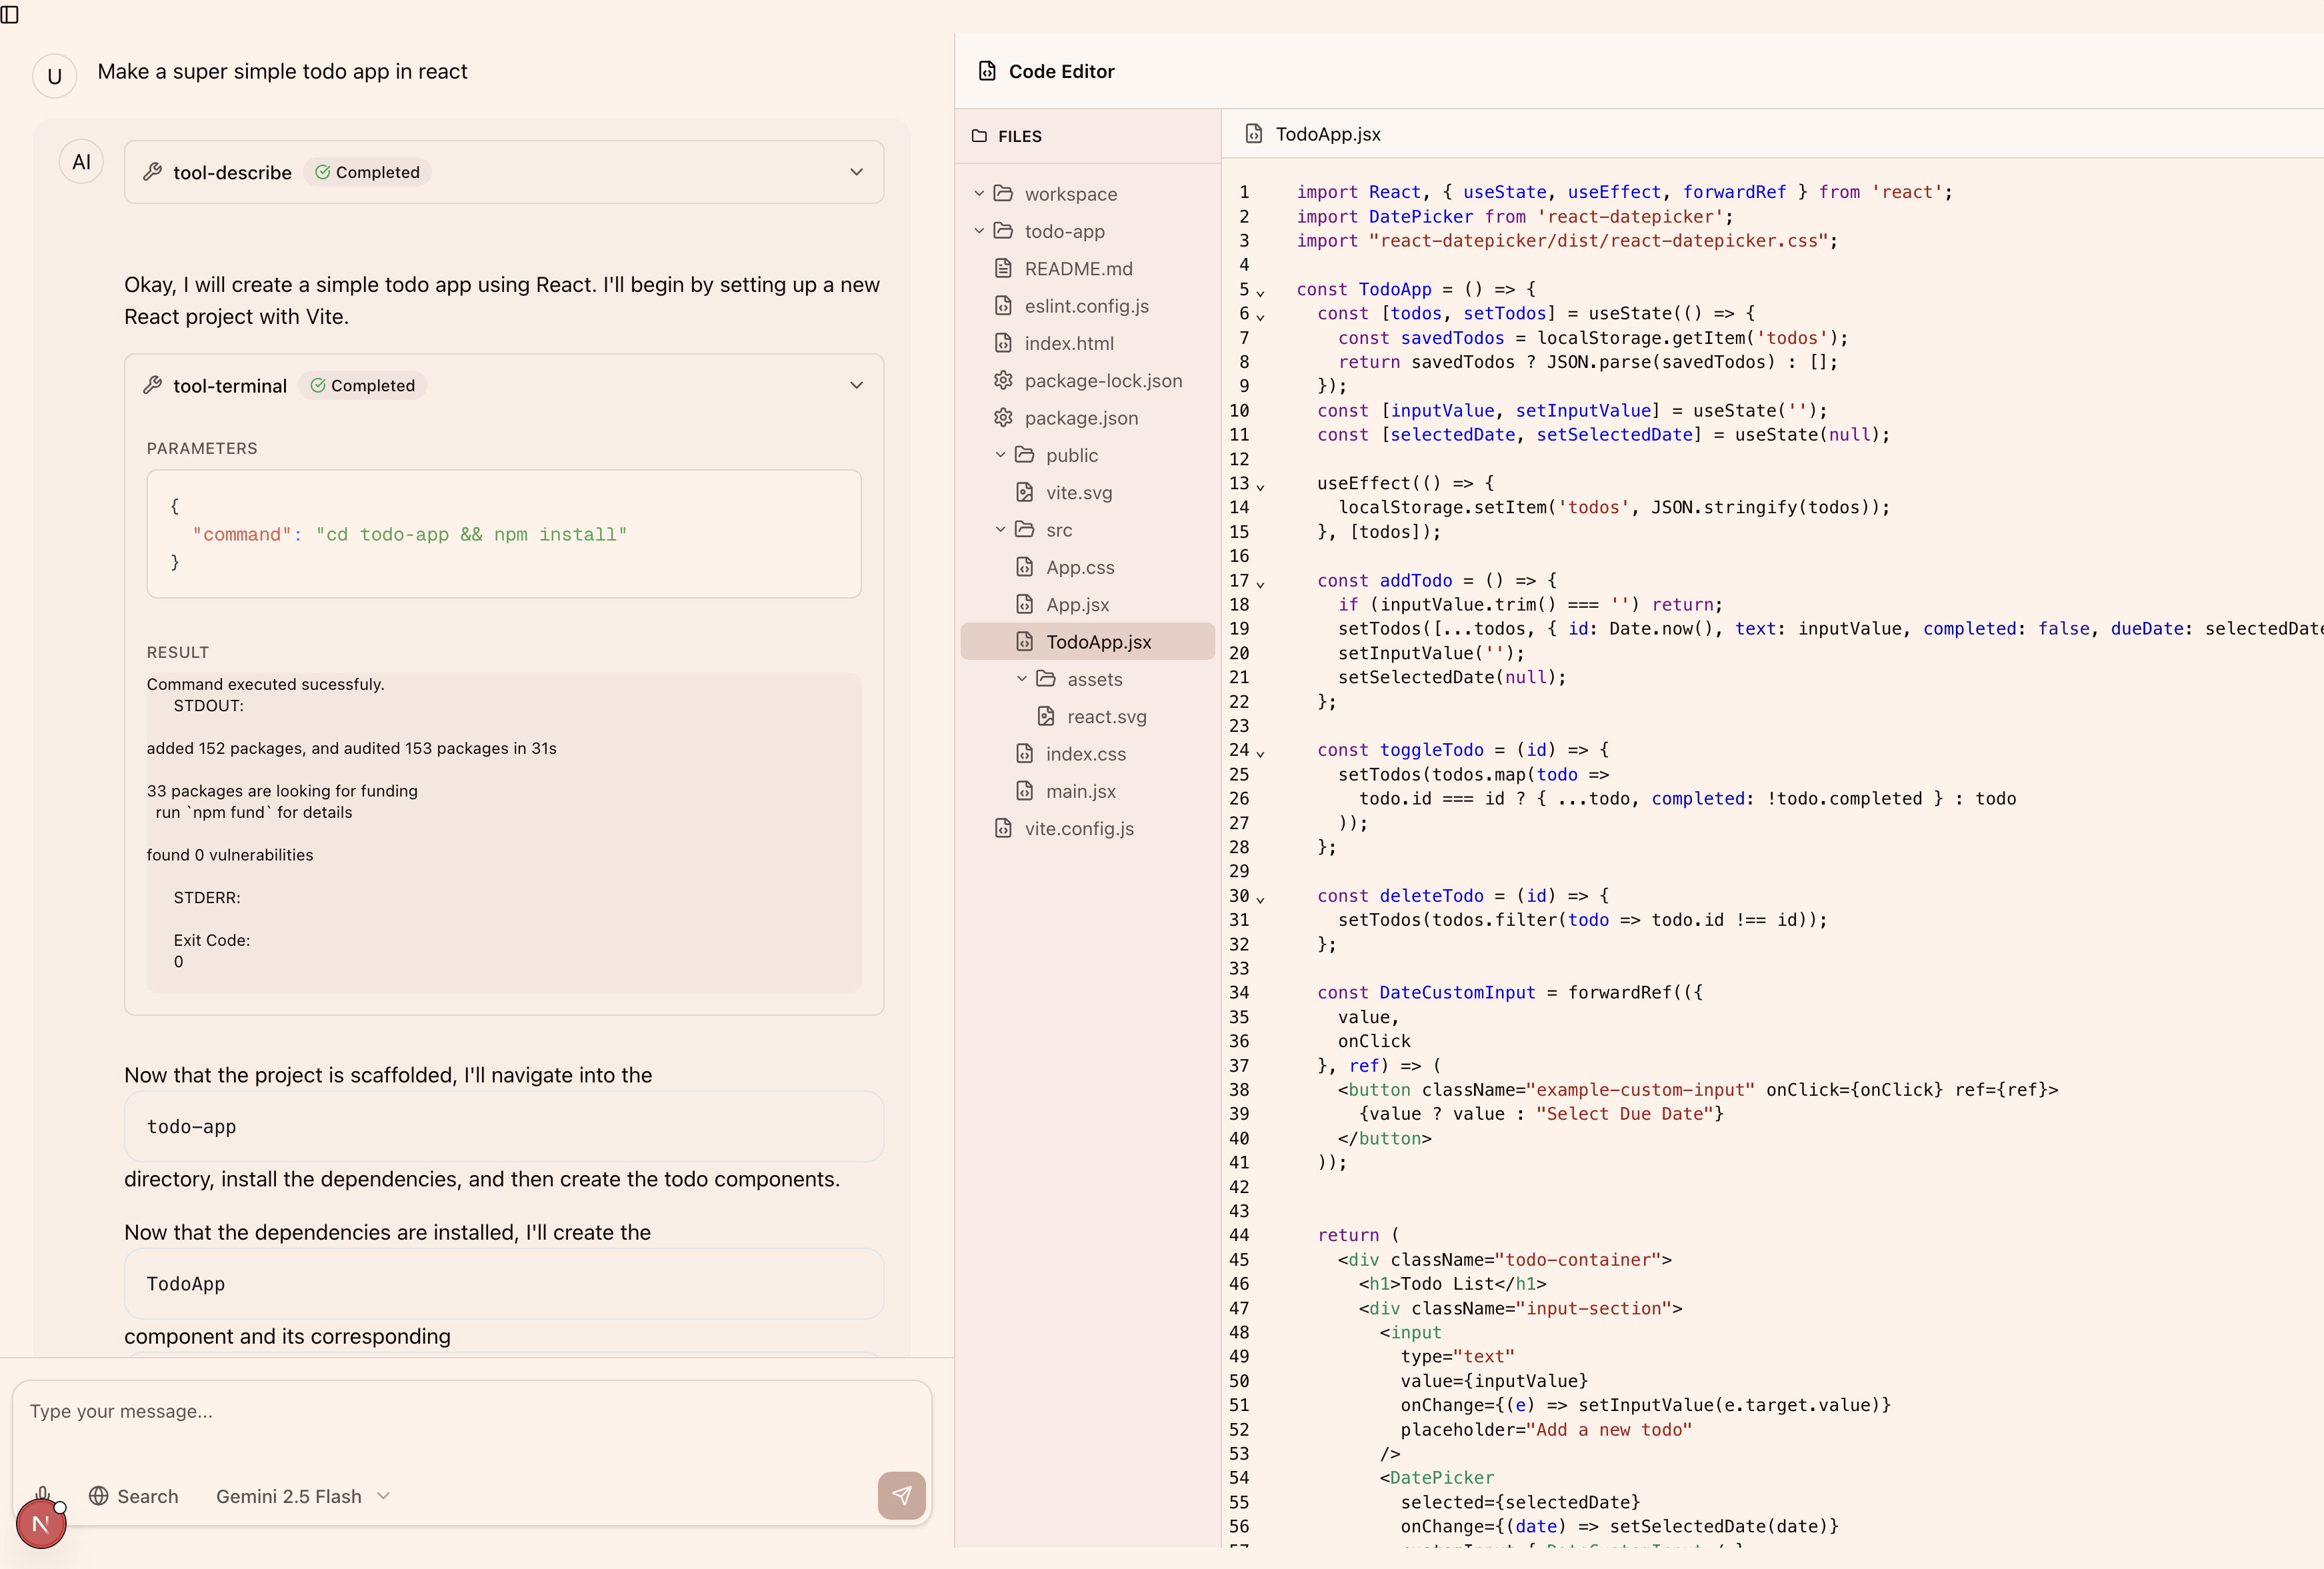 U
Make a super simple todo app in react
AI
tool-describe
Completed
Okay, I will create a simple todo app using React. I'll begin by setting up a new
React project with Vite.
tool-terminal
Completed
PARAMETERS
{
  "command": "cd todo-app && npm install"
}
RESULT
Command executed sucessfuly.
STDOUT:
added 152 packages, and audited 153 packages in 31s
33 packages are looking for funding
run `npm fund` for details
found 0 vulnerabilities
STDERR:
Exit Code:
0
Now that the project is scaffolded, I'll navigate into the
todo-app
directory, install the dependencies, and then create the todo components.
Now that the dependencies are installed, I'll create the
TodoApp
component and its corresponding
Type your message...
Search
Gemini 2.5 Flash
N
Code Editor
FILES
workspace
todo-app
README.md
eslint.config.js
index.html
package-lock.json
package.json
public
vite.svg
src
App.css
App.jsx
TodoApp.jsx
assets
react.svg
index.css
main.jsx
vite.config.js
TodoApp.jsx
1 import React, { useState, useEffect, forwardRef } from 'react';
2 import DatePicker from 'react-datepicker';
3 import "react-datepicker/dist/react-datepicker.css";
4
5 const TodoApp = () => {
6   const [todos, setTodos] = useState(() => {
7     const savedTodos = localStorage.getItem('todos');
8     return savedTodos ? JSON.parse(savedTodos) : [];
9   });
10   const [inputValue, setInputValue] = useState('');
11   const [selectedDate, setSelectedDate] = useState(null);
12
13   useEffect(() => {
14     localStorage.setItem('todos', JSON.stringify(todos));
15   }, [todos]);
16
17   const addTodo = () => {
18     if (inputValue.trim() === '') return;
19     setTodos([...todos, { id: Date.now(), text: inputValue, completed: false, dueDate: selectedDate
20     setInputValue('');
21     setSelectedDate(null);
22   };
23
24   const toggleTodo = (id) => {
25     setTodos(todos.map(todo =>
26       todo.id === id ? { ...todo, completed: !todo.completed } : todo
27     ));
28   };
29
30   const deleteTodo = (id) => {
31     setTodos(todos.filter(todo => todo.id !== id));
32   };
33
34   const DateCustomInput = forwardRef(({
35     value,
36     onClick
37   }, ref) => (
38     <button className="example-custom-input" onClick={onClick} ref={ref}>
39       {value ? value : "Select Due Date"}
40     </button>
41   ));
42
43
44   return (
45     <div className="todo-container">
46       <h1>Todo List</h1>
47       <div className="input-section">
48         <input
49           type="text"
50           value={inputValue}
51           onChange={(e) => setInputValue(e.target.value)}
52           placeholder="Add a new todo"
53         />
54         <DatePicker
55           selected={selectedDate}
56           onChange={(date) => setSelectedDate(date)}